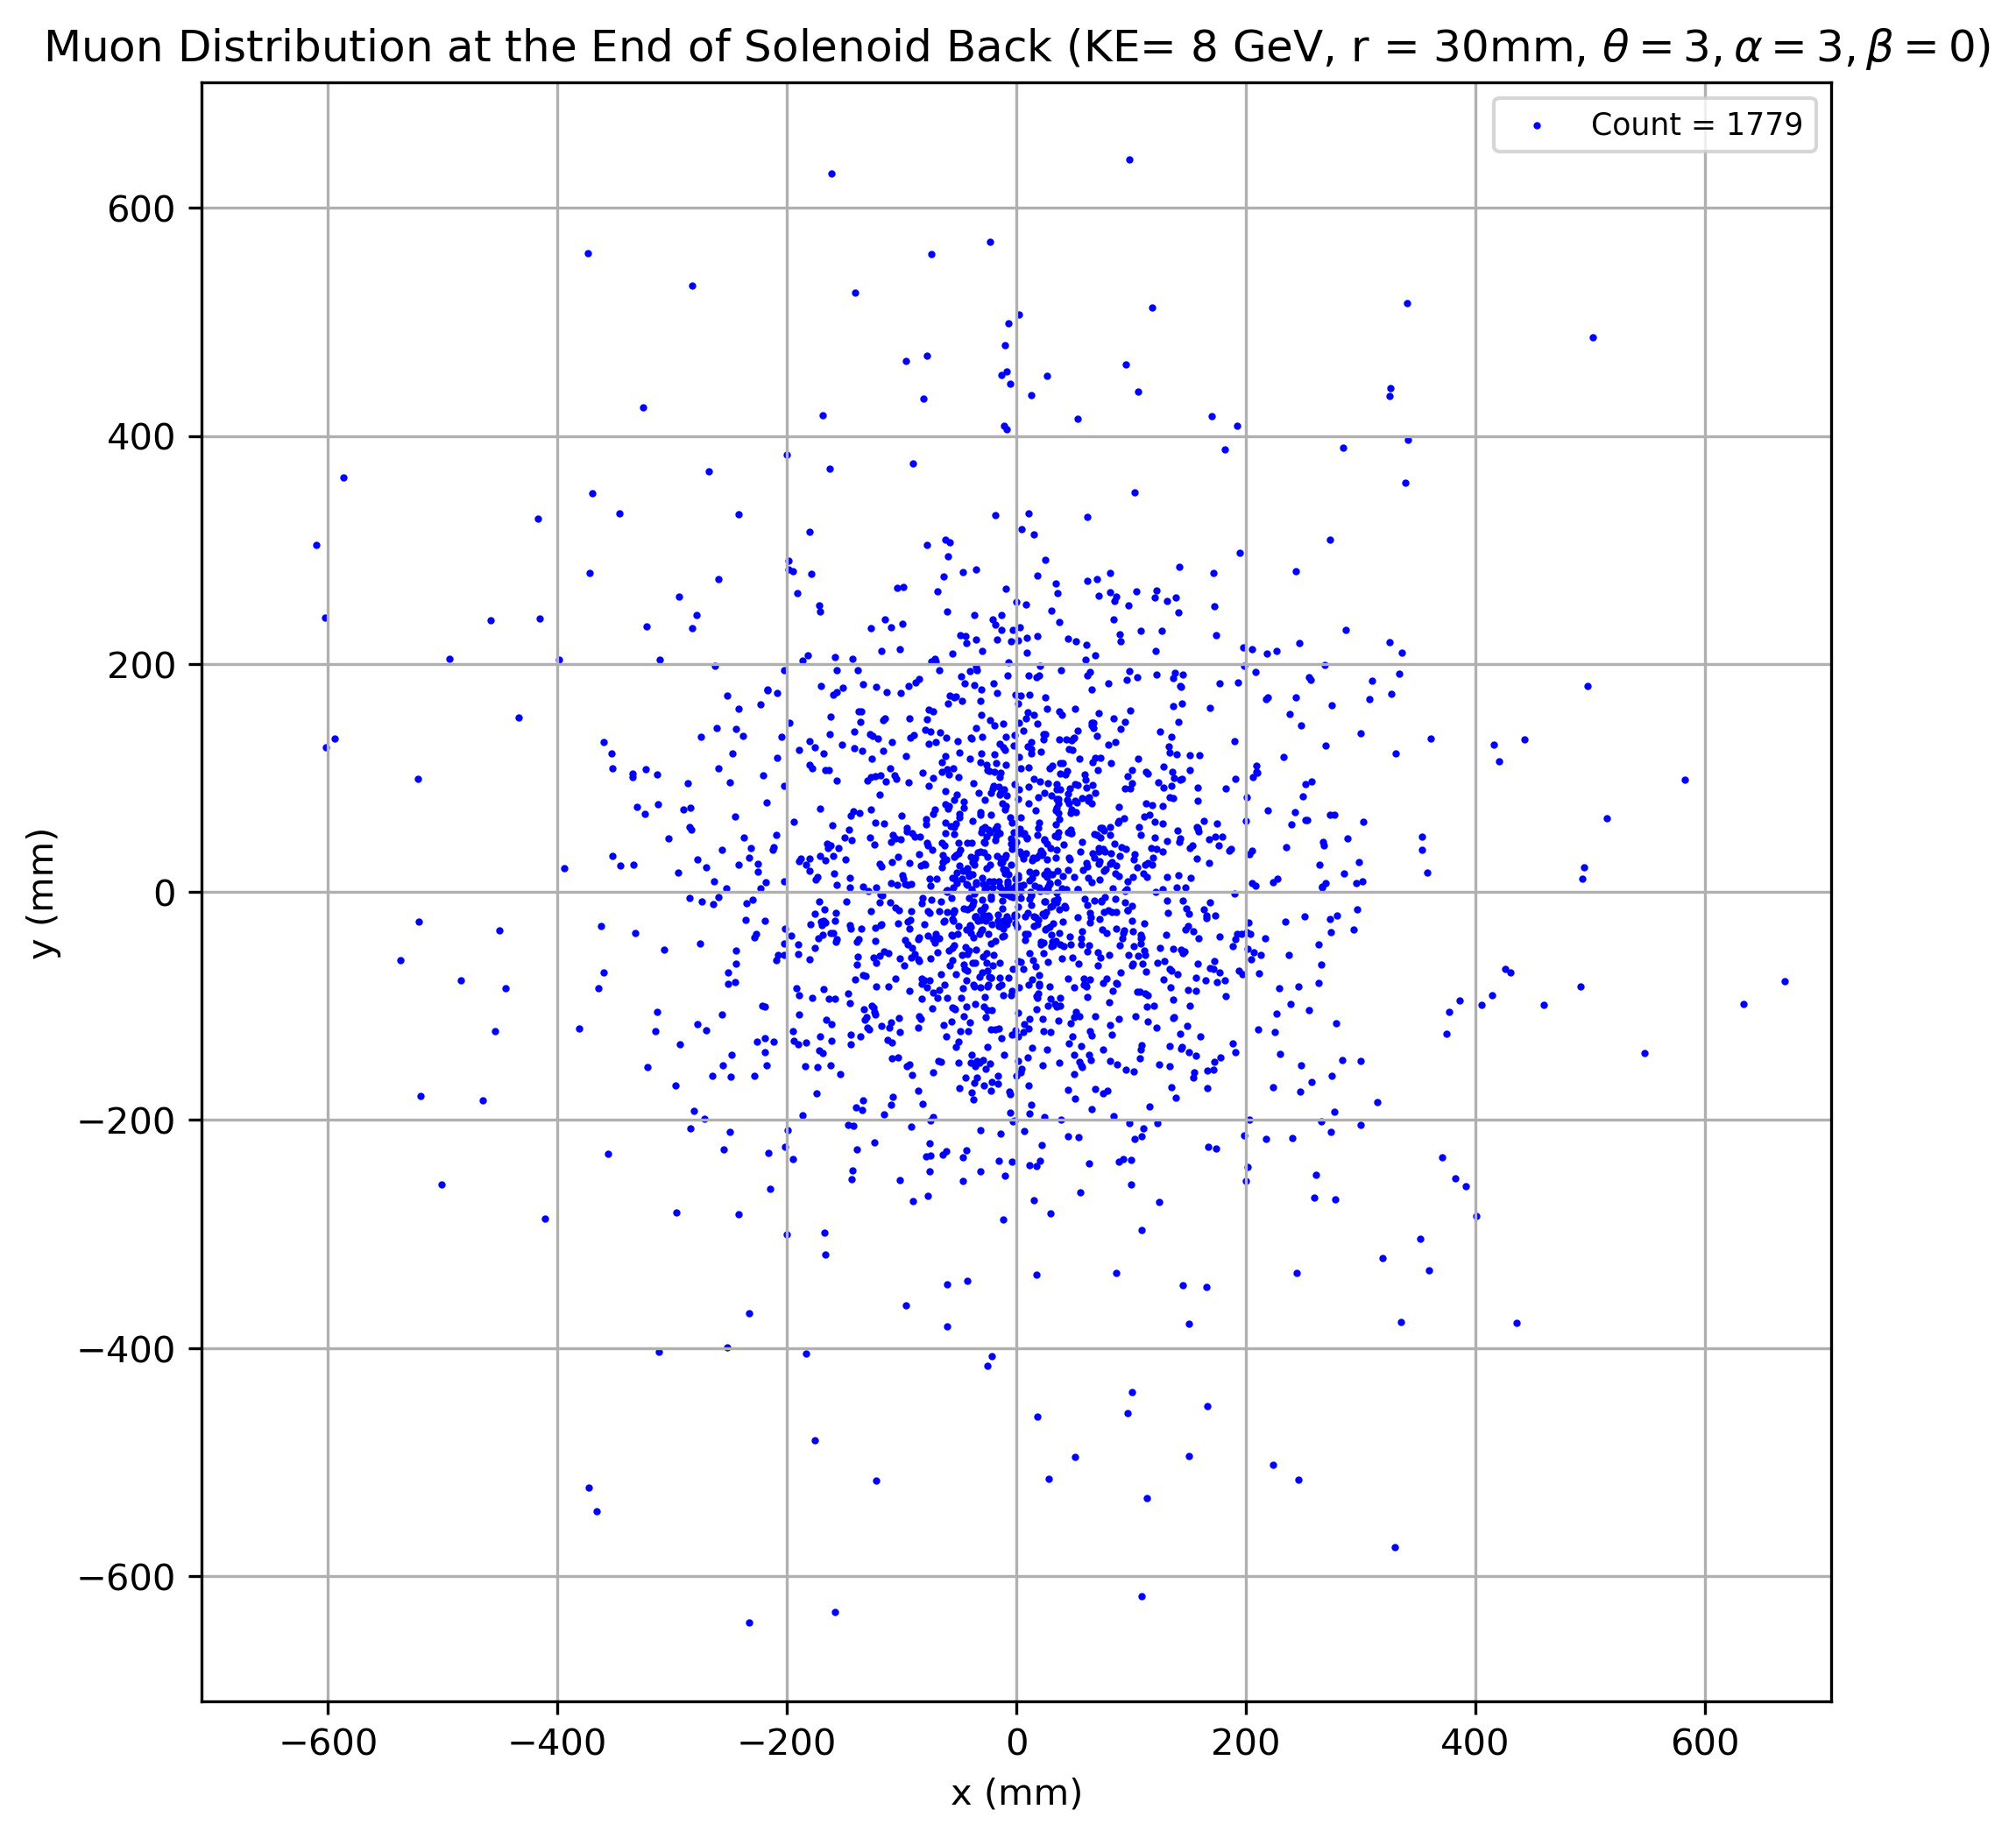 Muon Distribution at the End of Solenoid Back (KE= 8 GeV, r = 30mm, θ = 3, α = 3, β = 0)
Count = 1779
600
400
200
0
−200
−400
−600
y (mm)
−600 −400 −200 0 200 400 600
x (mm)